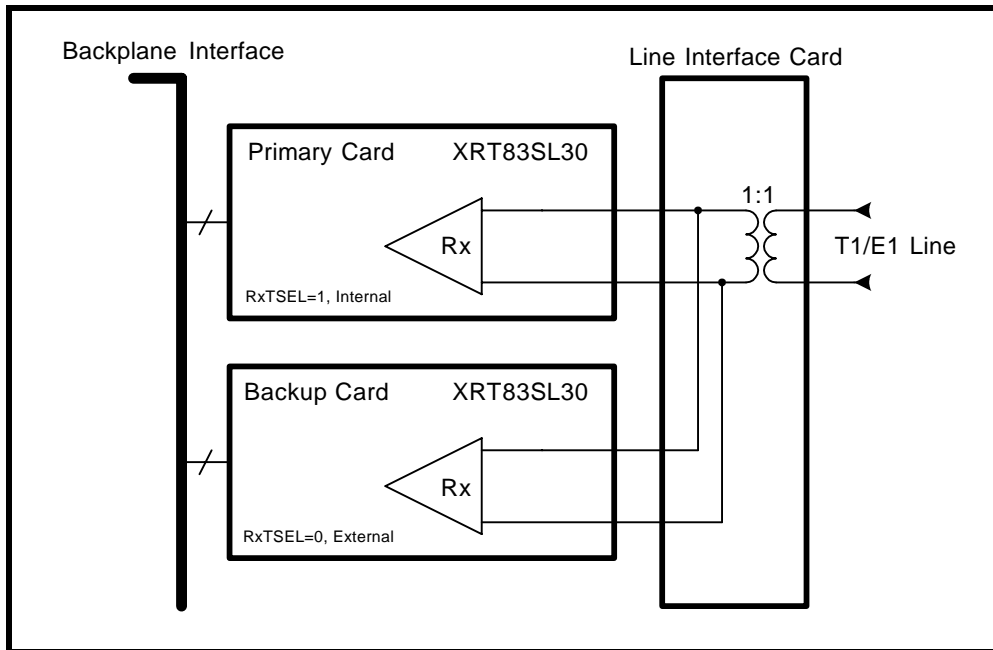 Backplane Interface
Line Interface Card
Primary Card XRT83SL30
1:1
Rx
T1/E1 Line
RxTSEL=1, Internal
Backup Card XRT83SL30
Rx
RxTSEL=0, External